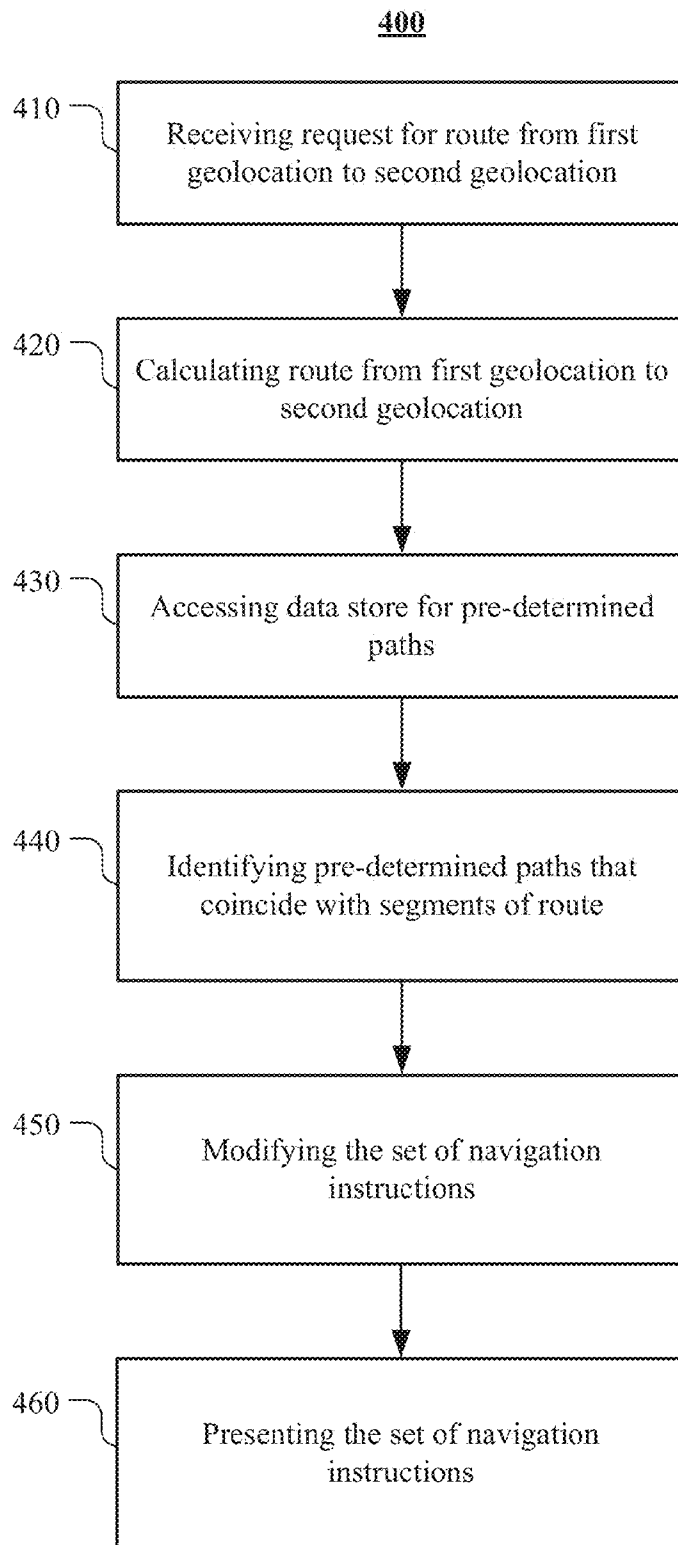 400
410
Receiving request for route from first
geolocation to second geolocation
420
Calculating route from first geolocation to
second geolocation
430
Accessing data store for pre-determined
paths
440
Identifying pre-determined paths that
coincide with segments of route
450
Modifying the set of navigation
instructions
460
Presenting the set of navigation
instructions